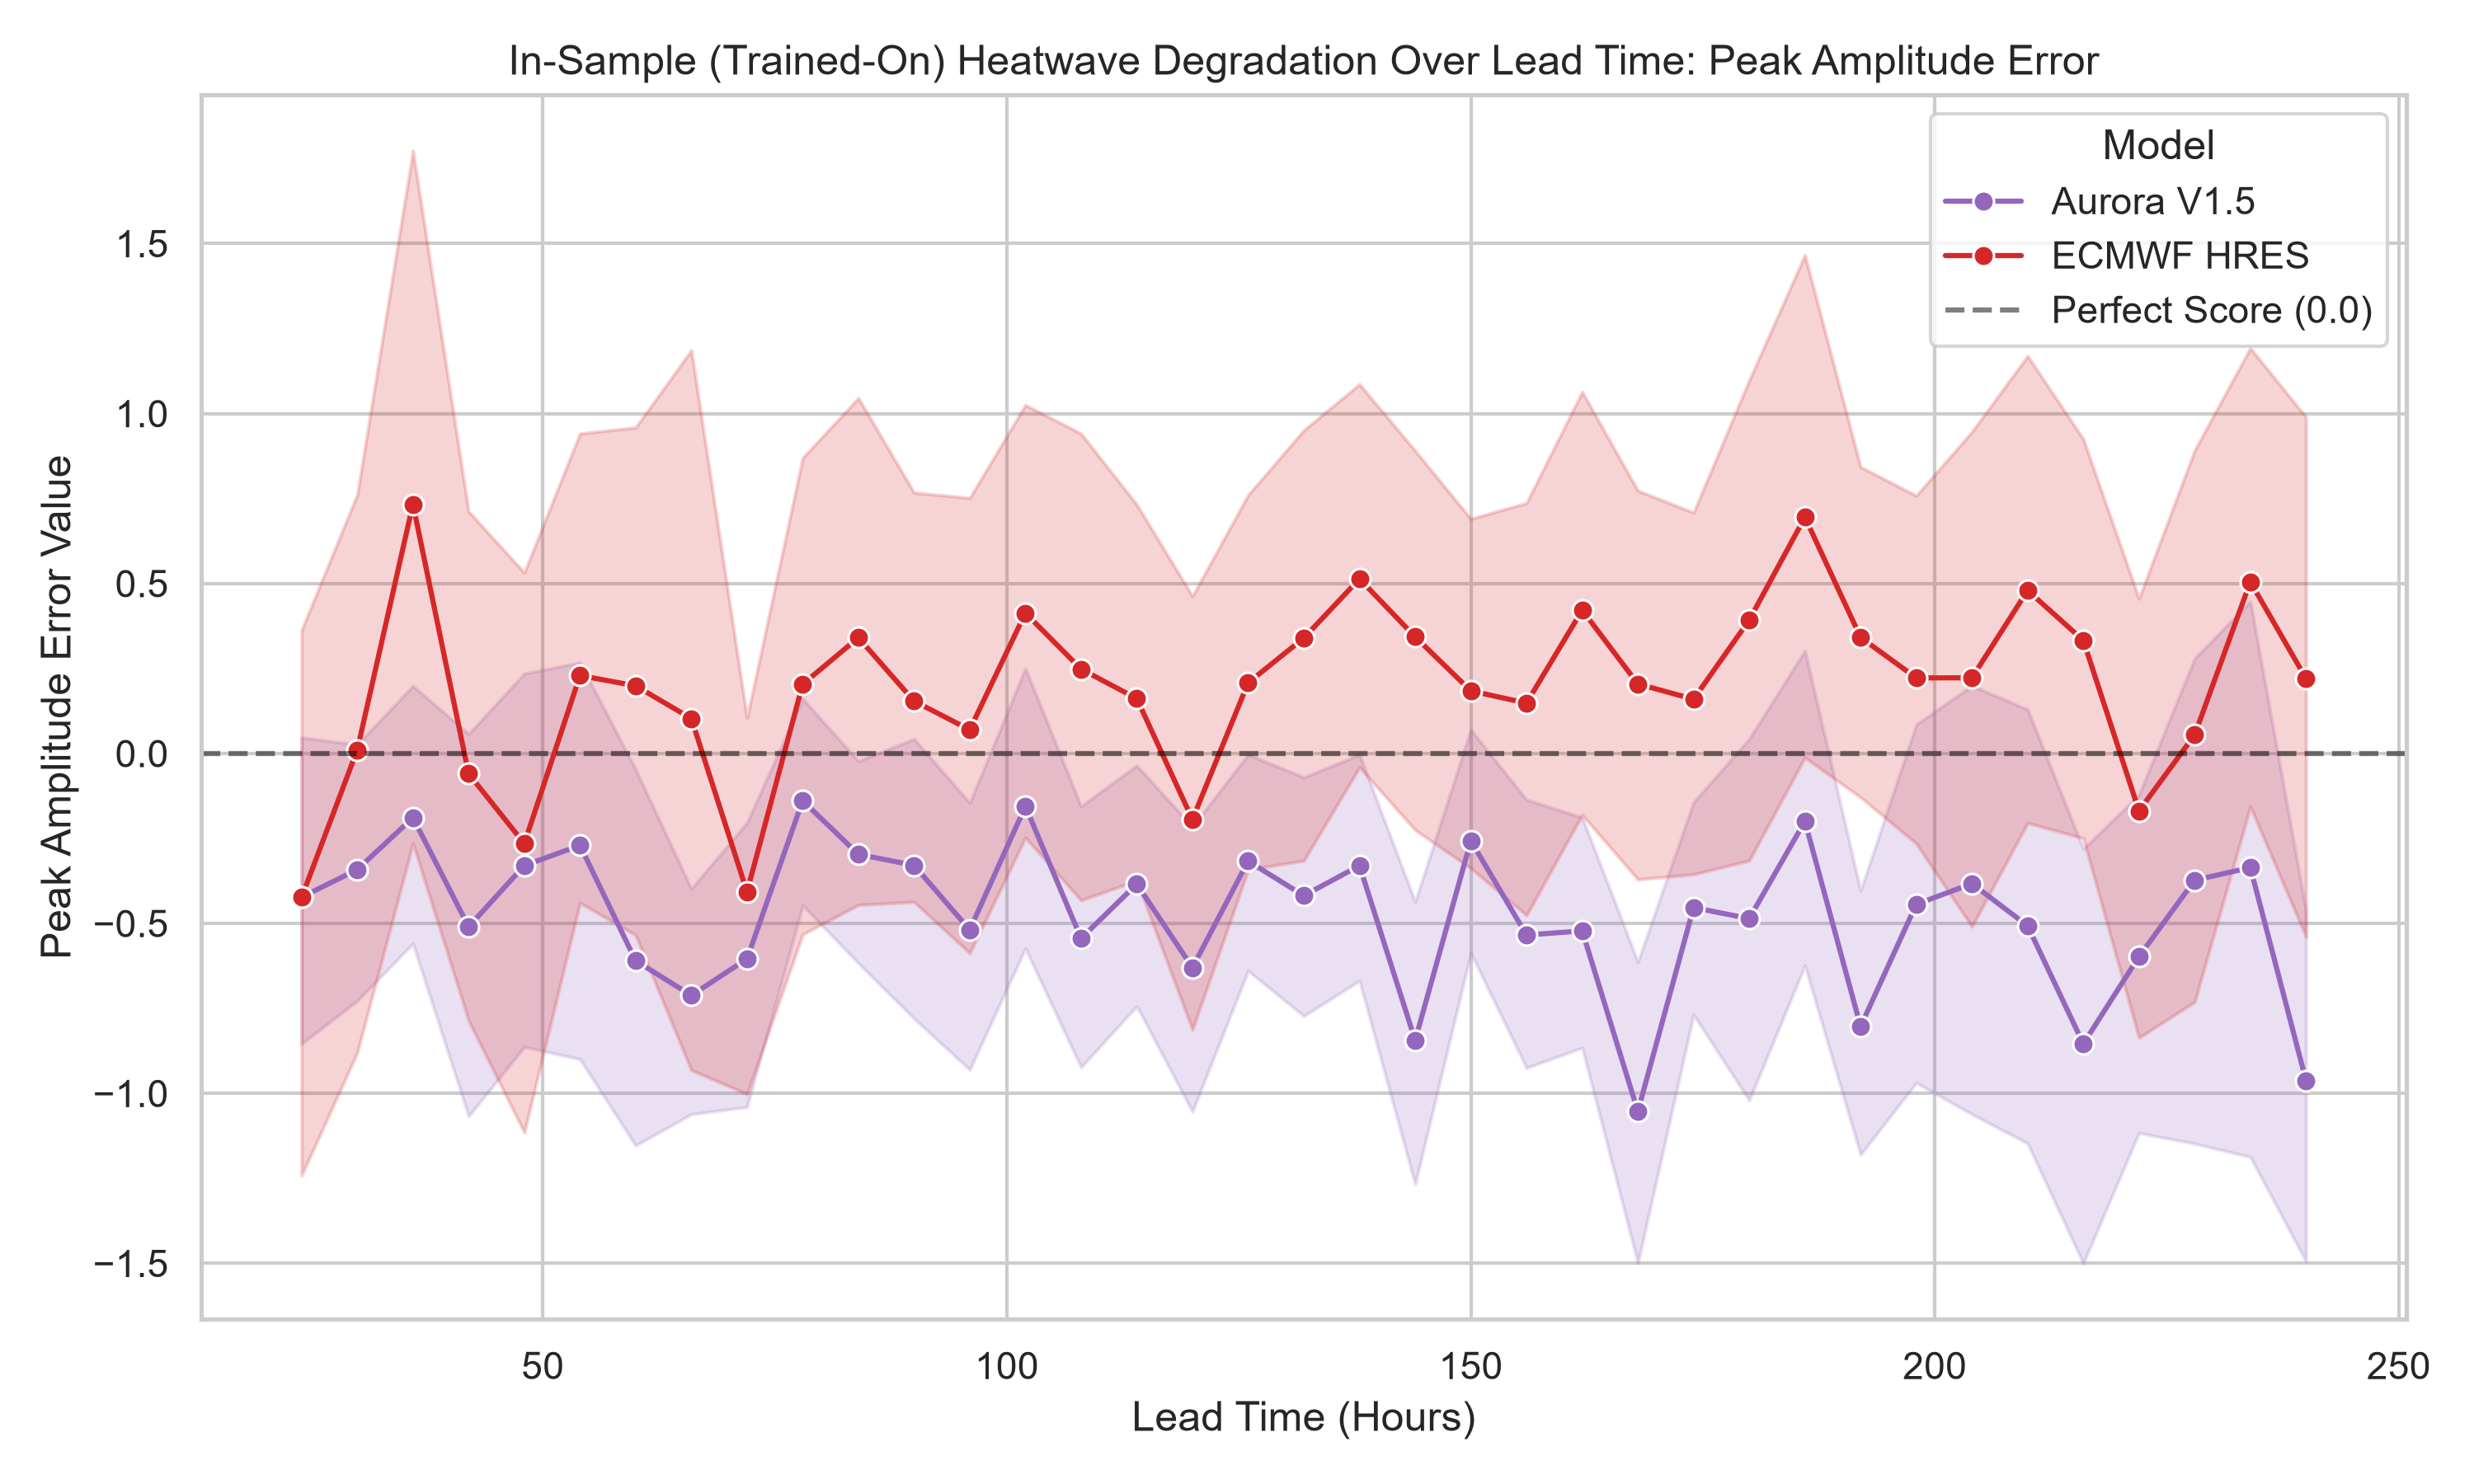 In-Sample (Trained-On) Heatwave Degradation Over Lead Time: Peak Amplitude Error
Model
Aurora V1.5
ECMWF HRES
Perfect Score (0.0)
Peak Amplitude Error Value
1.5
1.0
0.5
0.0
−0.5
−1.0
−1.5
50 100 150 200 250
Lead Time (Hours)